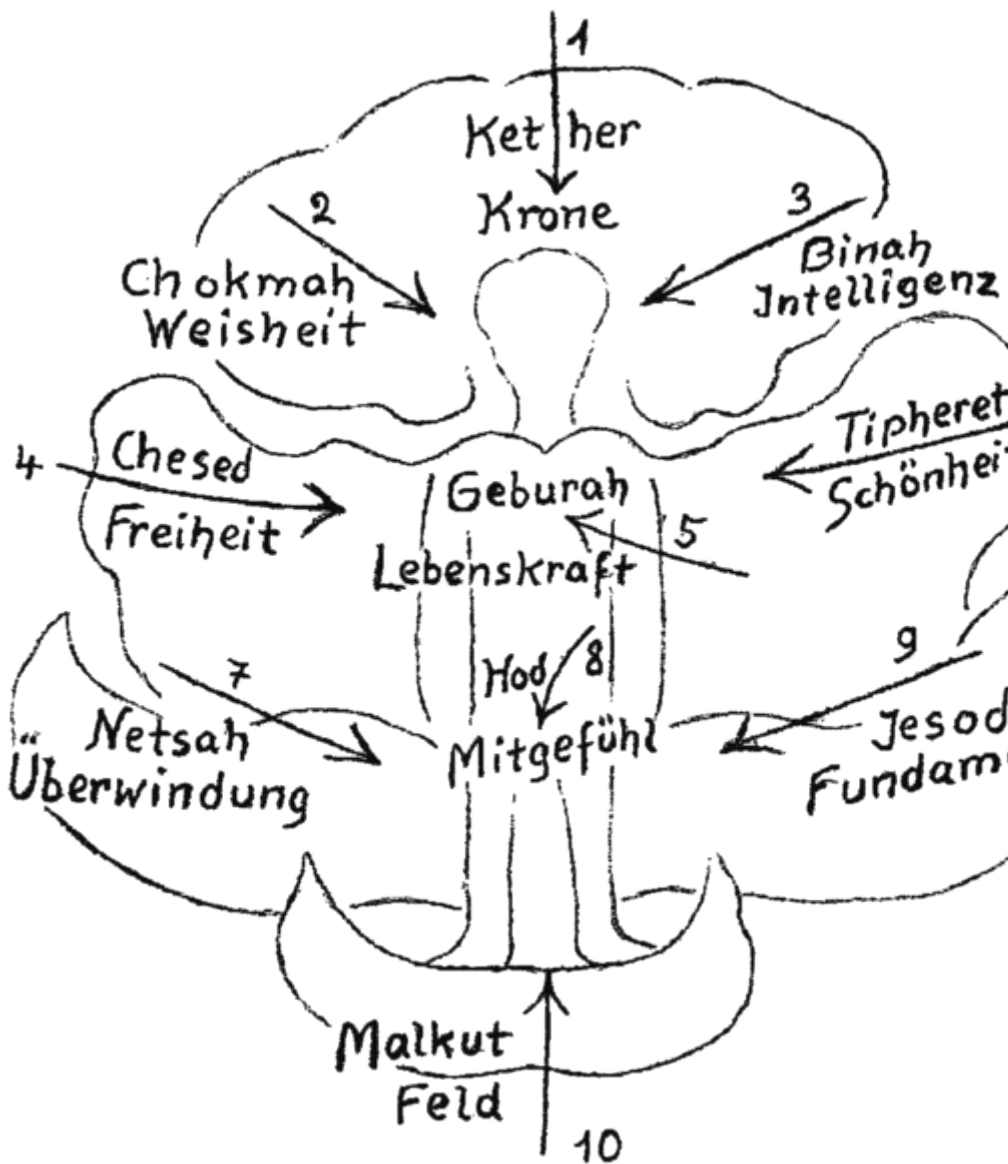 1
Ket her
Krone
2
3
Chokmah
Weisheit
Binah
Intelligenz
4
Chesed
Freiheit
Geburah
Lebenskraft
5
Tipheret
Schönheit
7
Netsah
Überwindung
Hod
8
Mitgefühl
9
Jesod
Malkut
Feld
10